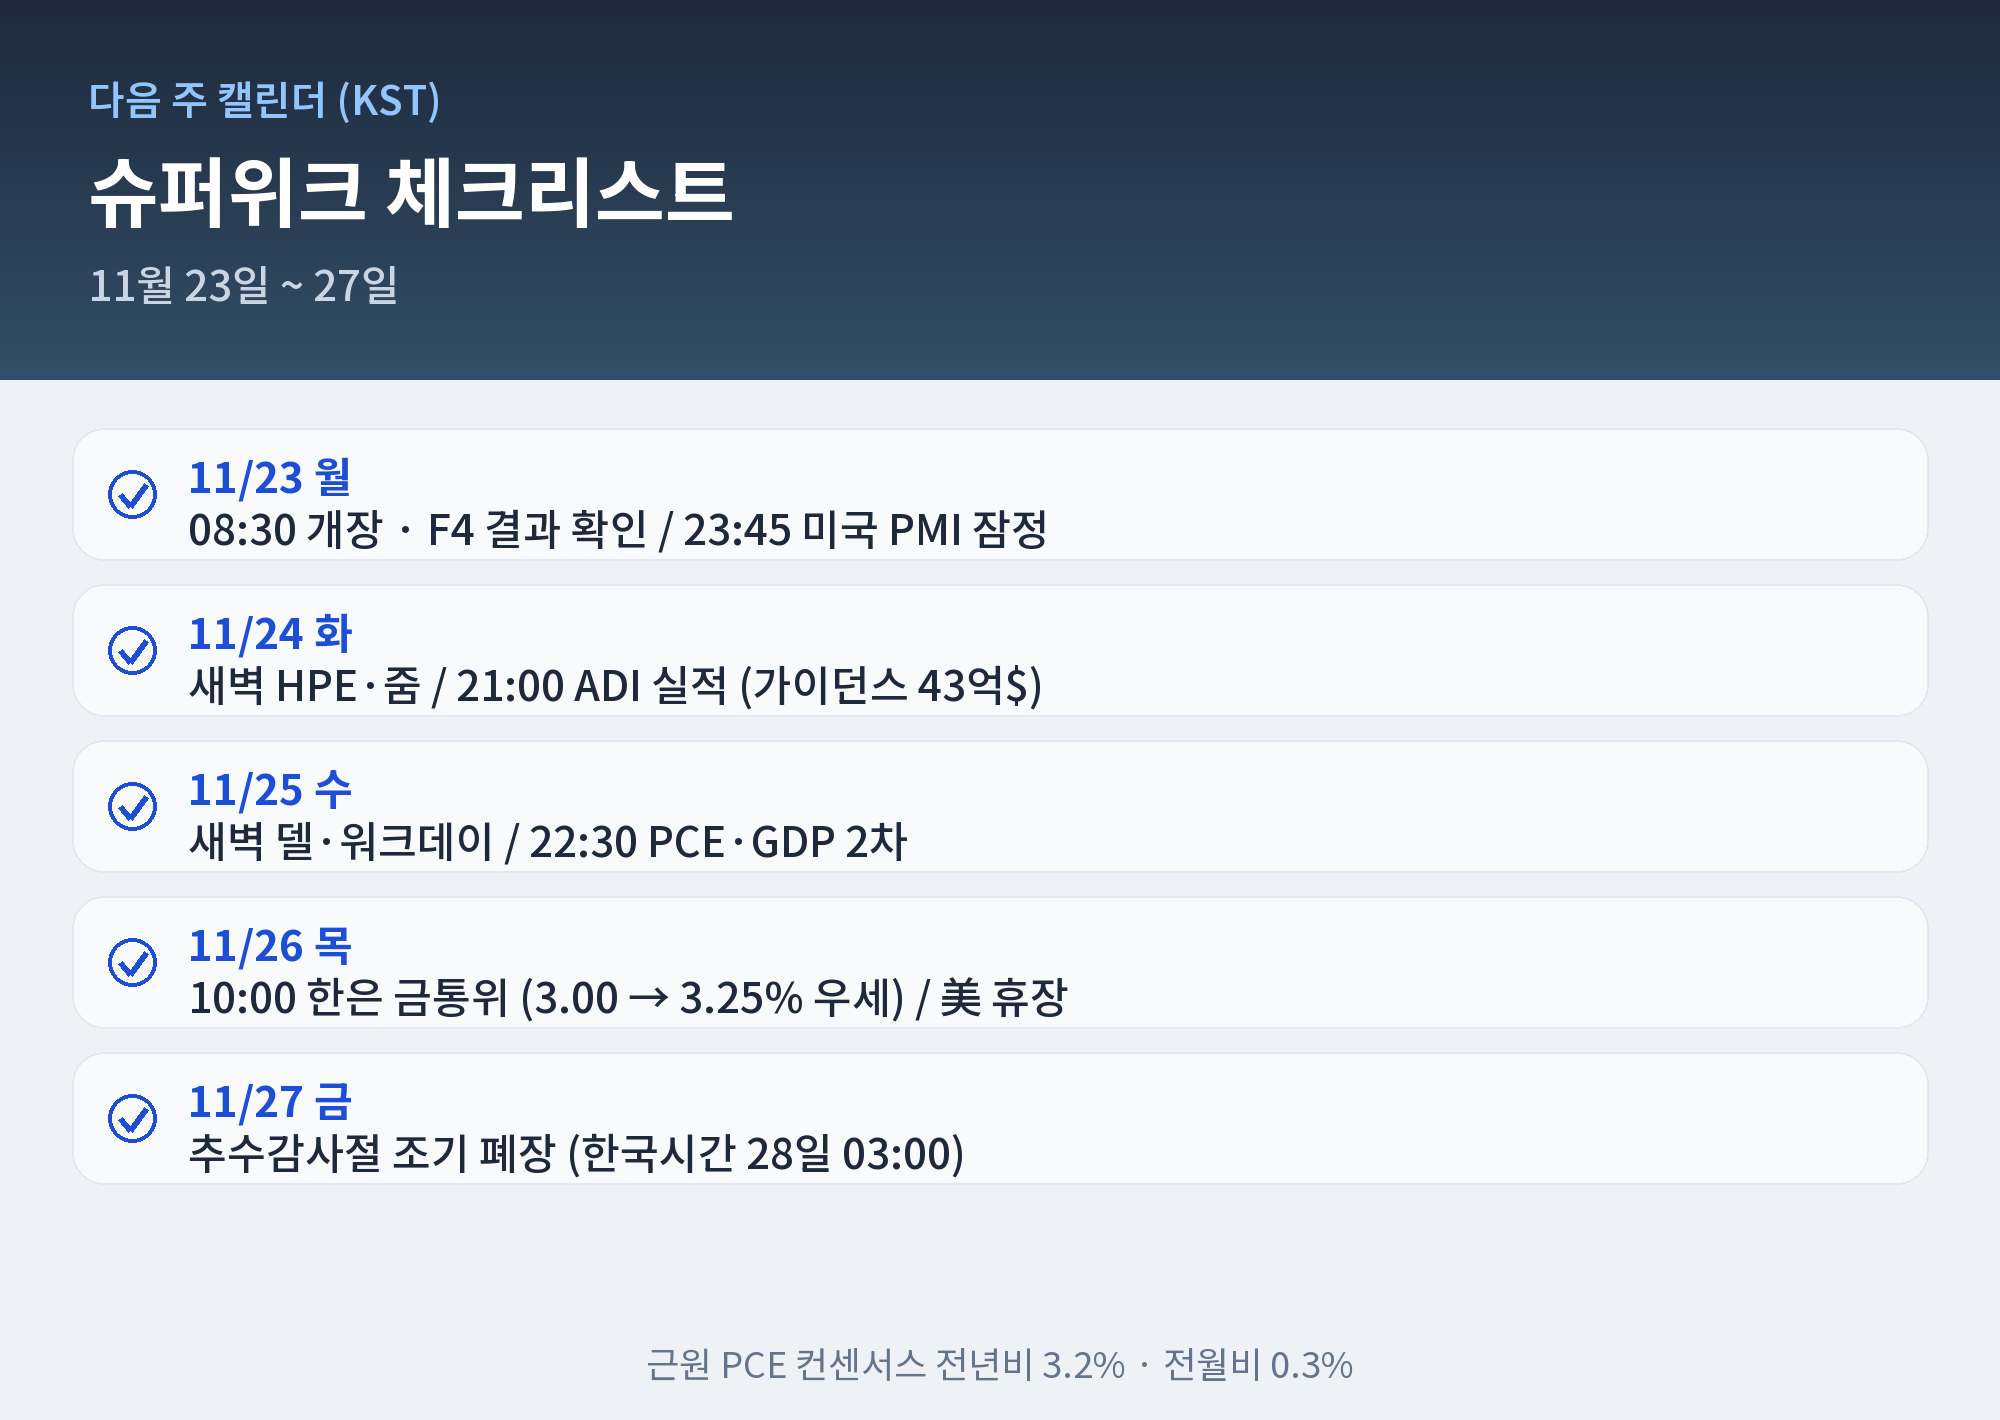 다음 주 캘린더 (KST)
슈퍼위크 체크리스트
11월 23일 ~ 27일
11/23 월
08:30 개장 · F4 결과 확인 / 23:45 미국 PMI 잠정
11/24 화
새벽 HPE·줌 / 21:00 ADI 실적 (가이던스 43억$)
11/25 수
새벽 델·워크데이 / 22:30 PCE·GDP 2차
11/26 목
10:00 한은 금통위 (3.00 → 3.25% 우세) / 美 휴장
11/27 금
추수감사절 조기 폐장 (한국시간 28일 03:00)
근원 PCE 컨센서스 전년비 3.2% · 전월비 0.3%